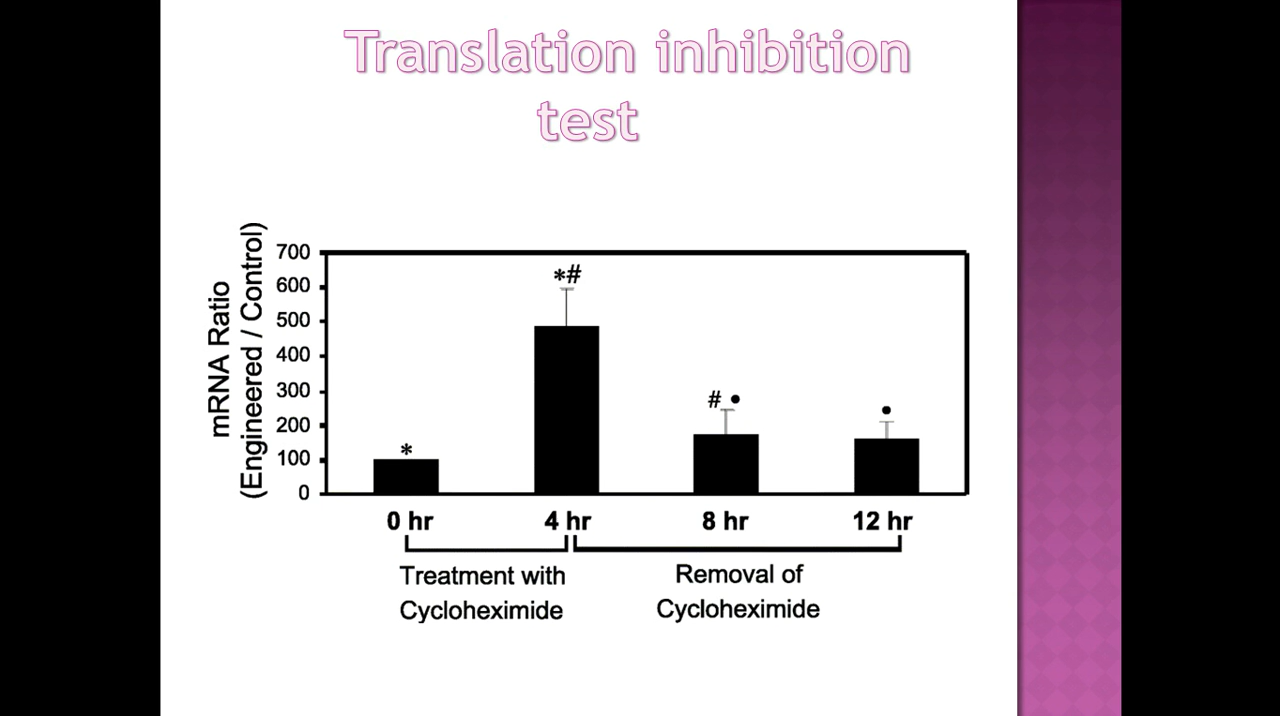 Translation inhibition
test
mRNA Ratio
(Engineered / Control)
700
600
500
400
300
200
100
0
*
*#
# •
•
0 hr
4 hr
8 hr
12 hr
Treatment with
Cycloheximide
Removal of
Cycloheximide